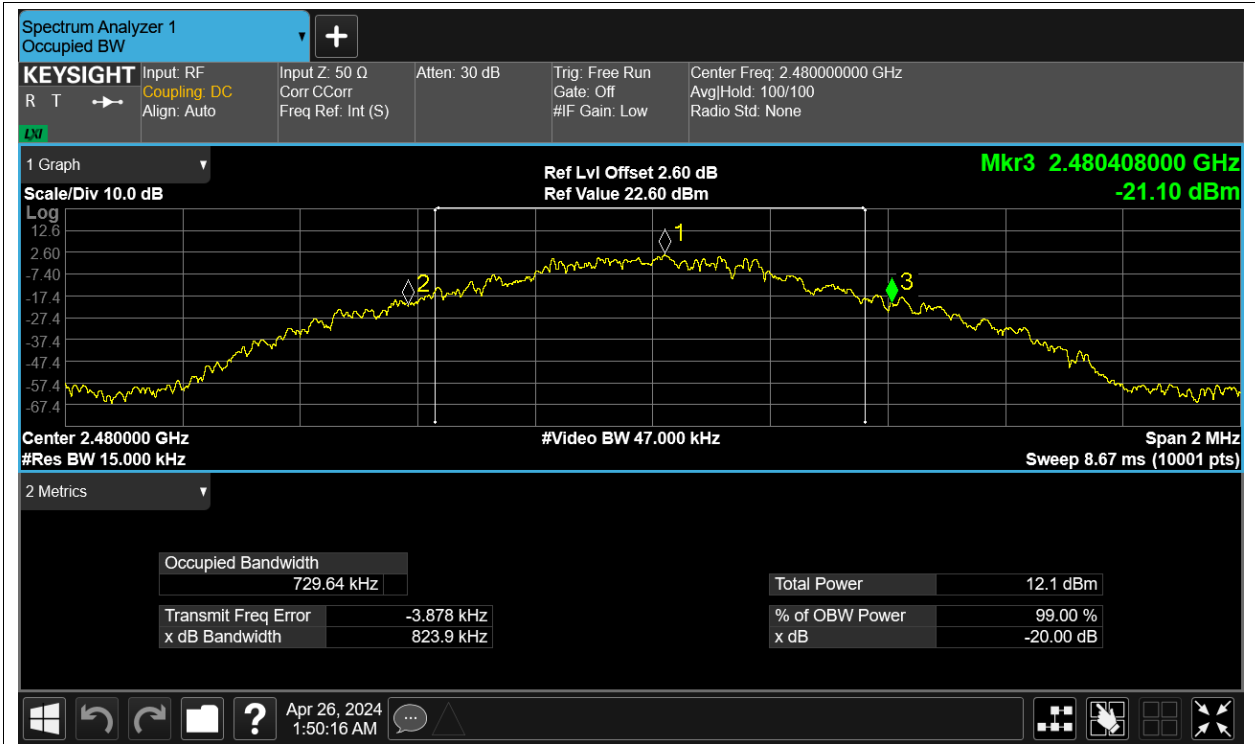 Spectrum Analyzer 1
Occupied BW
KEYSIGHT
R T
LXI
Input: RF
Coupling: DC
Align: Auto
Input Z: 50 Ω
Corr CCorr
Freq Ref: Int (S)
Atten: 30 dB
Trig: Free Run
Gate: Off
#IF Gain: Low
Center Freq: 2.480000000 GHz
Avg|Hold: 100/100
Radio Std: None
1 Graph
Scale/Div 10.0 dB
Ref Lvl Offset 2.60 dB
Ref Value 22.60 dBm
Mkr3 2.480408000 GHz
-21.10 dBm
Log
12.6
2.60
-7.40
-17.4
-27.4
-37.4
-47.4
-57.4
-67.4
1
2
3
Center 2.480000 GHz
#Res BW 15.000 kHz
#Video BW 47.000 kHz
Span 2 MHz
Sweep 8.67 ms (10001 pts)
2 Metrics
Occupied Bandwidth
729.64 kHz
Transmit Freq Error -3.878 kHz
x dB Bandwidth 823.9 kHz
Total Power 12.1 dBm
% of OBW Power 99.00 %
x dB -20.00 dB
?
Apr 26, 2024
1:50:16 AM